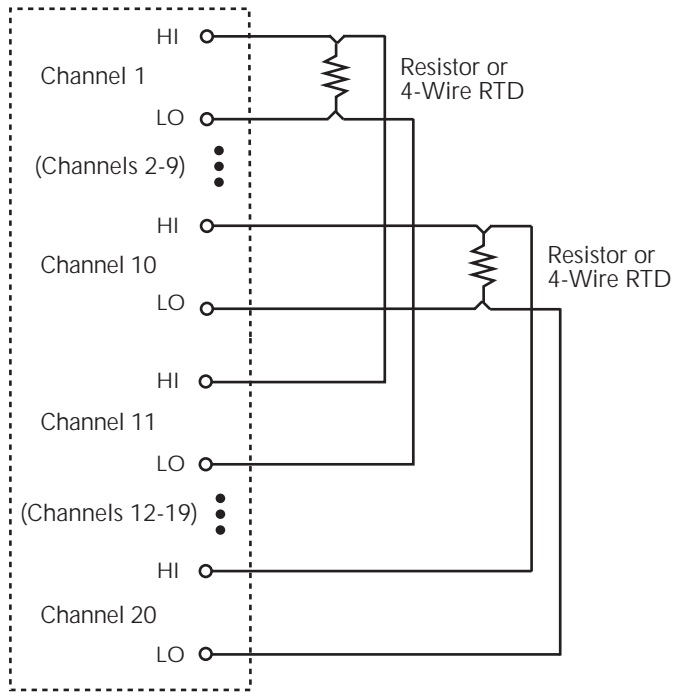 HI
Channel 1
LO
Resistor or
4-Wire RTD
(Channels 2-9)
HI
Channel 10
LO
Resistor or
4-Wire RTD
HI
Channel 11
LO
(Channels 12-19)
HI
Channel 20
LO